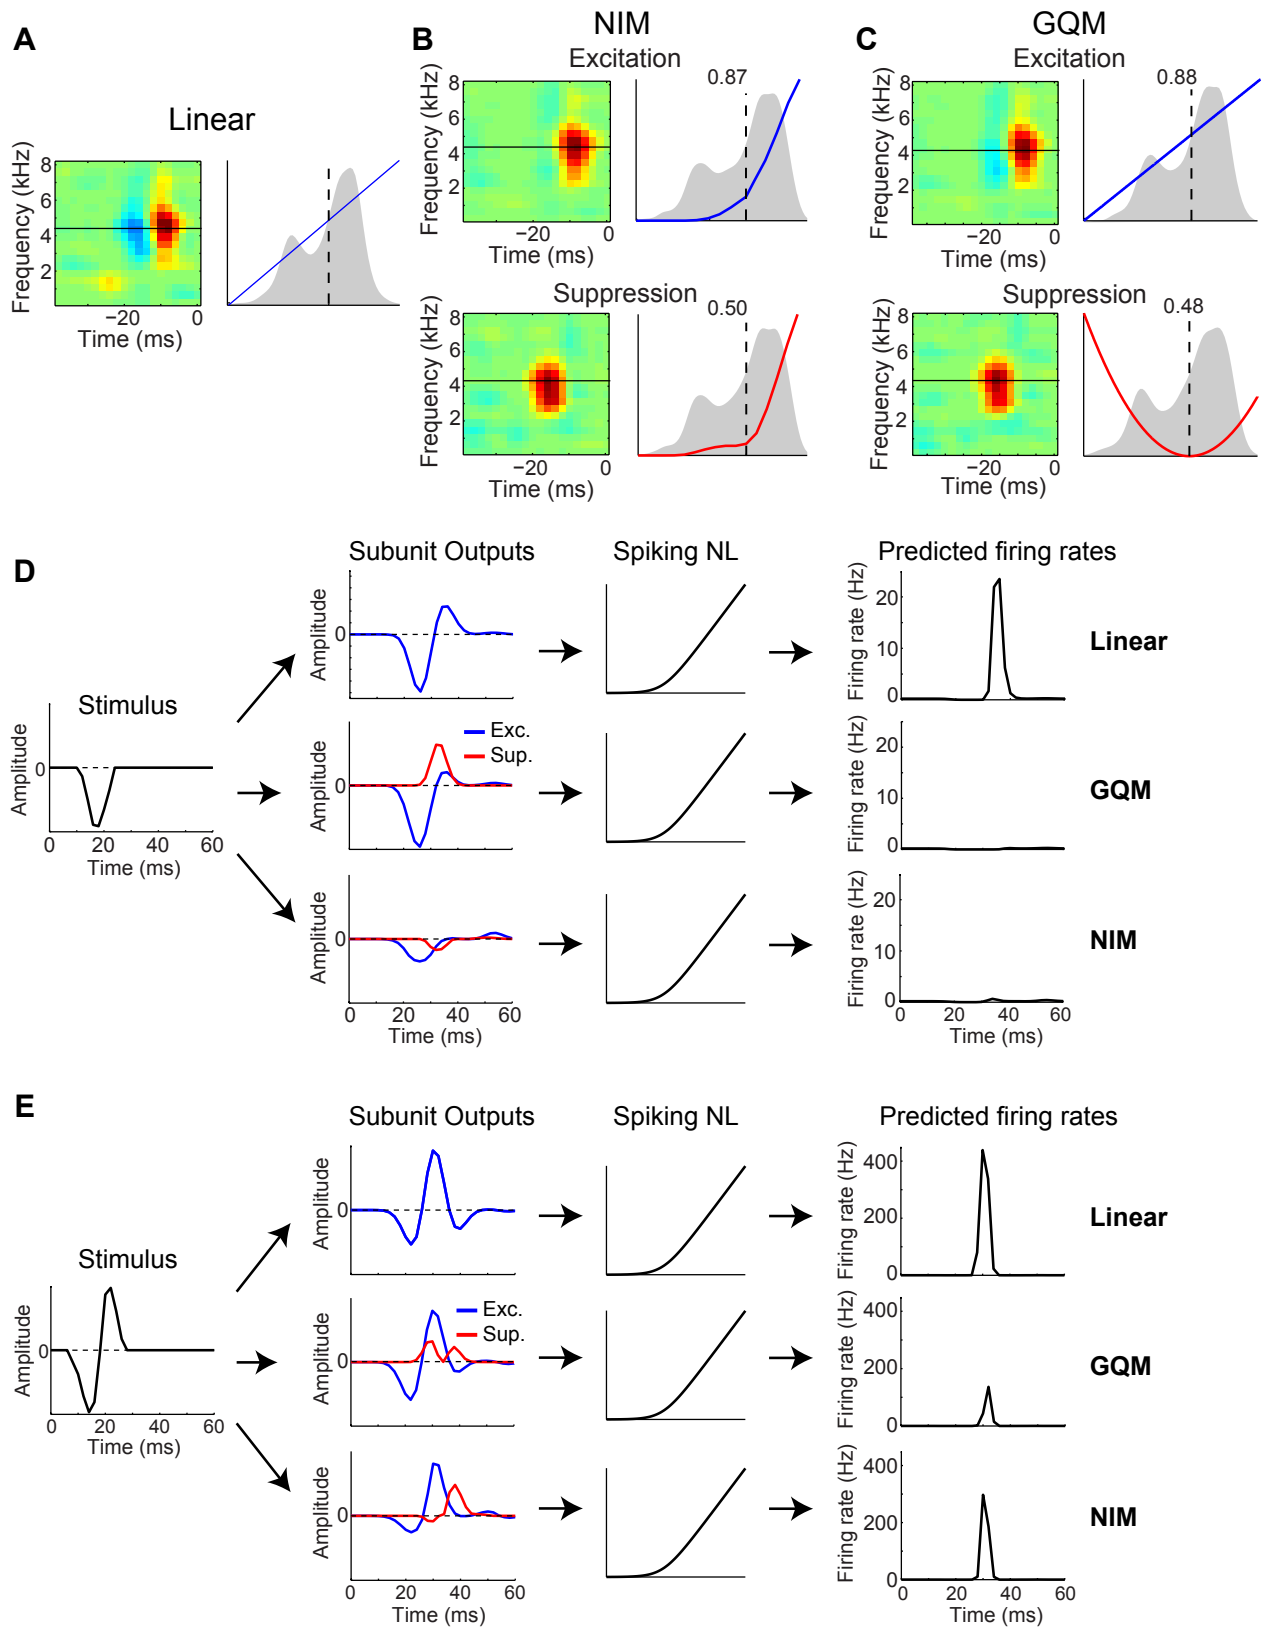 A
Linear
Frequency (kHz)
8
6
4
2
−20
0
Time (ms)
B
NIM
Excitation
Frequency (kHz)
8
6
4
2
−20
0
Time (ms)
0.87
Suppression
Frequency (kHz)
8
6
4
2
−20
0
Time (ms)
0.50
C
GQM
Excitation
Frequency (kHz)
8
6
4
2
−20
0
Time (ms)
0.88
Suppression
Frequency (kHz)
8
6
4
2
−20
0
Time (ms)
0.48
D
Subunit Outputs
Spiking NL
Predicted firing rates
Stimulus
Amplitude
0
0 20 40 60
Time (ms)
Amplitude
0
Firing rate (Hz)
20
10
0
Linear
Amplitude
0
Exc.
Sup.
Firing rate (Hz)
20
10
0
GQM
Amplitude
0
0 20 40 60
Time (ms)
Firing rate (Hz)
20
10
0
0 20 40 60
Time (ms)
NIM
E
Subunit Outputs
Spiking NL
Predicted firing rates
Stimulus
Amplitude
0
0 20 40 60
Time (ms)
Amplitude
0
Firing rate (Hz)
400
200
0
Linear
Amplitude
0
Exc.
Sup.
Firing rate (Hz)
400
200
0
GQM
Amplitude
0
0 20 40 60
Time (ms)
Firing rate (Hz)
400
200
0
0 20 40 60
Time (ms)
NIM